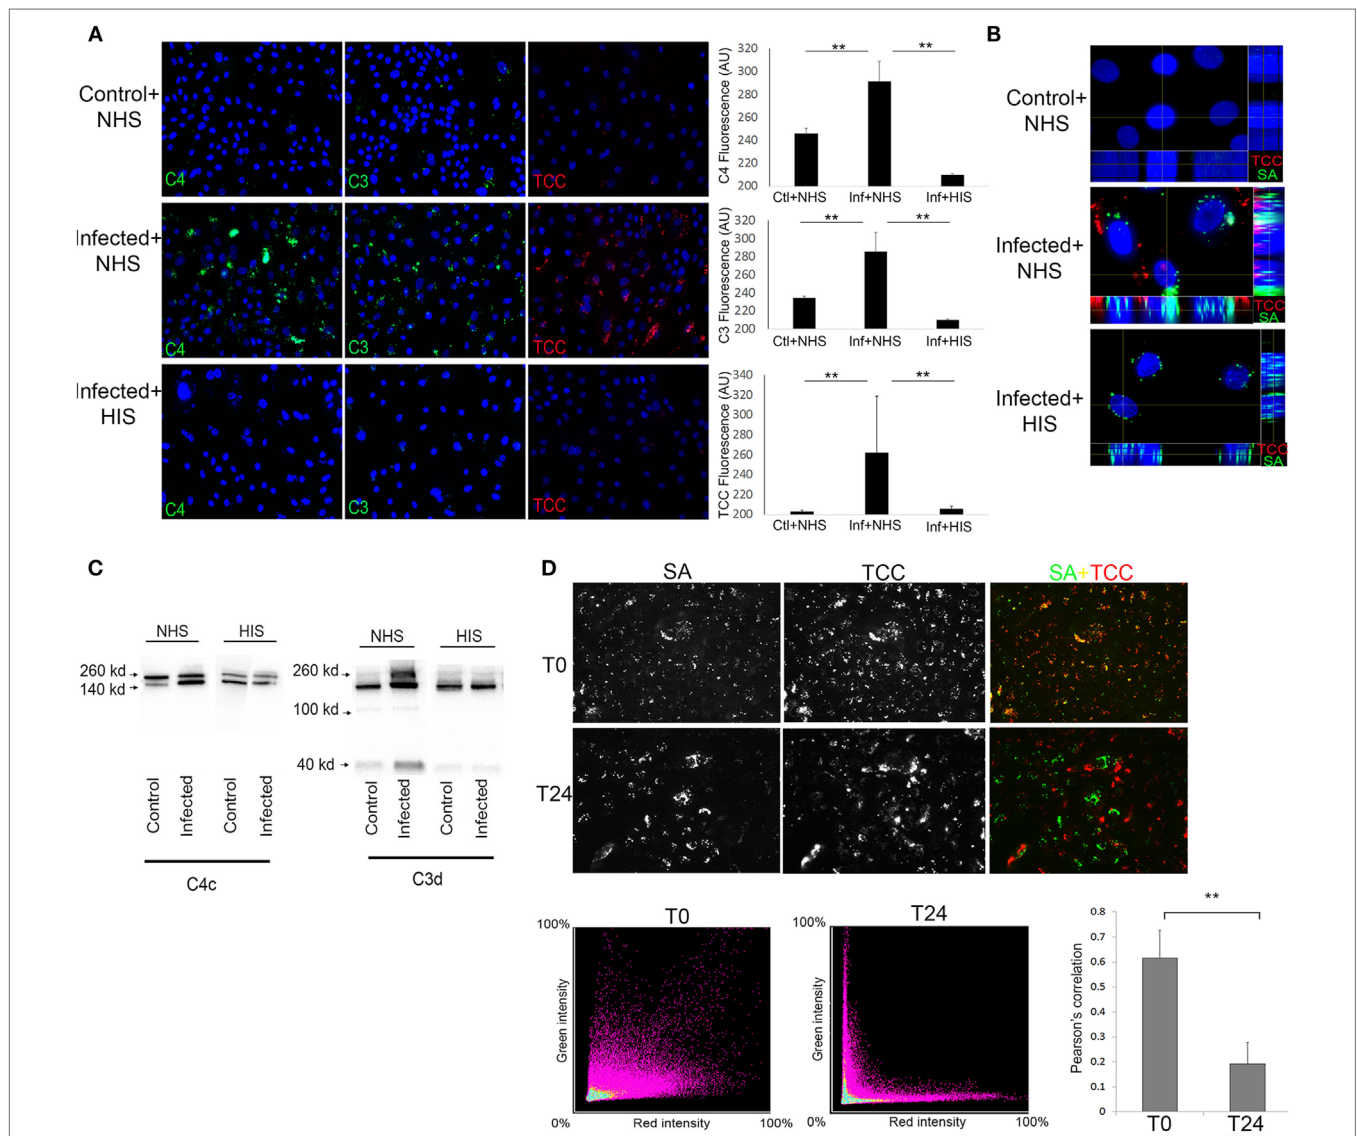 A
Control+
NHS
C4
C3
TCC
Infected+
NHS
C4
C3
TCC
Infected+
HIS
C4
C3
TCC
C4 Fluorescence (AU)
320
300
280
260
240
220
200
**
**
Ctl+NHS
Inf+NHS
Inf+HIS
C3 Fluorescence (AU)
320
300
280
260
240
220
200
**
**
Ctl+NHS
Inf+NHS
Inf+HIS
TCC Fluorescence (AU)
340
320
300
280
260
240
220
200
**
**
Ctl+NHS
Inf+NHS
Inf+HIS
B
Control+
NHS
TCC
SA
Infected+
NHS
TCC
SA
Infected+
HIS
TCC
SA
C
NHS
HIS
260 kd
140 kd
Control
Infected
Control
Infected
C4c
NHS
HIS
260 kd
100 kd
40 kd
Control
Infected
Control
Infected
C3d
D
SA
TCC
SA+TCC
T0
T24
T0
100%
Green intensity
0%
Red intensity
100%
T24
100%
Green intensity
0%
Red intensity
100%
Pearson's correlation
0.8
0.7
0.6
0.5
0.4
0.3
0.2
0.1
0
**
T0
T24